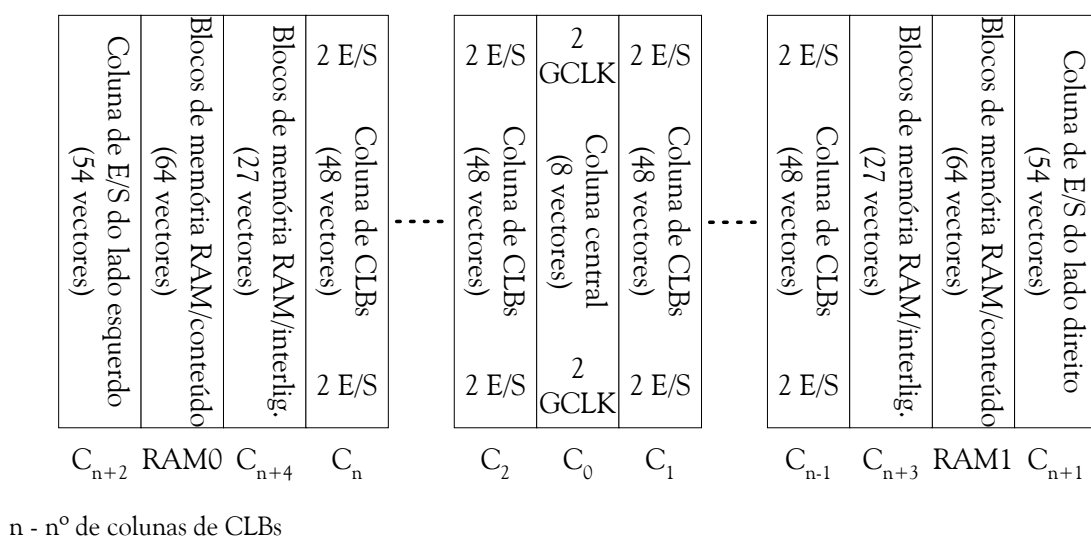 Coluna de E/S do lado esquerdo
(54 vectores)
Blocos de memória RAM/conteúdo
(64 vectores)
Blocos de memória RAM/interlig.
(27 vectores)
2 E/S
Coluna de CLBs
(48 vectores)
2 E/S
2 E/S
Coluna de CLBs
(48 vectores)
2 E/S
2
GCLK
Coluna central
(8 vectores)
2
GCLK
2 E/S
Coluna de CLBs
(48 vectores)
2 E/S
2 E/S
Coluna de CLBs
(48 vectores)
2 E/S
Blocos de memória RAM/interlig.
(27 vectores)
Blocos de memória RAM/conteúdo
(64 vectores)
Coluna de E/S do lado direito
(54 vectores)
Cn+2 RAM0 Cn+4 Cn C2 C0 C1 Cn-1 Cn+3 RAM1 Cn+1
n - nº de colunas de CLBs